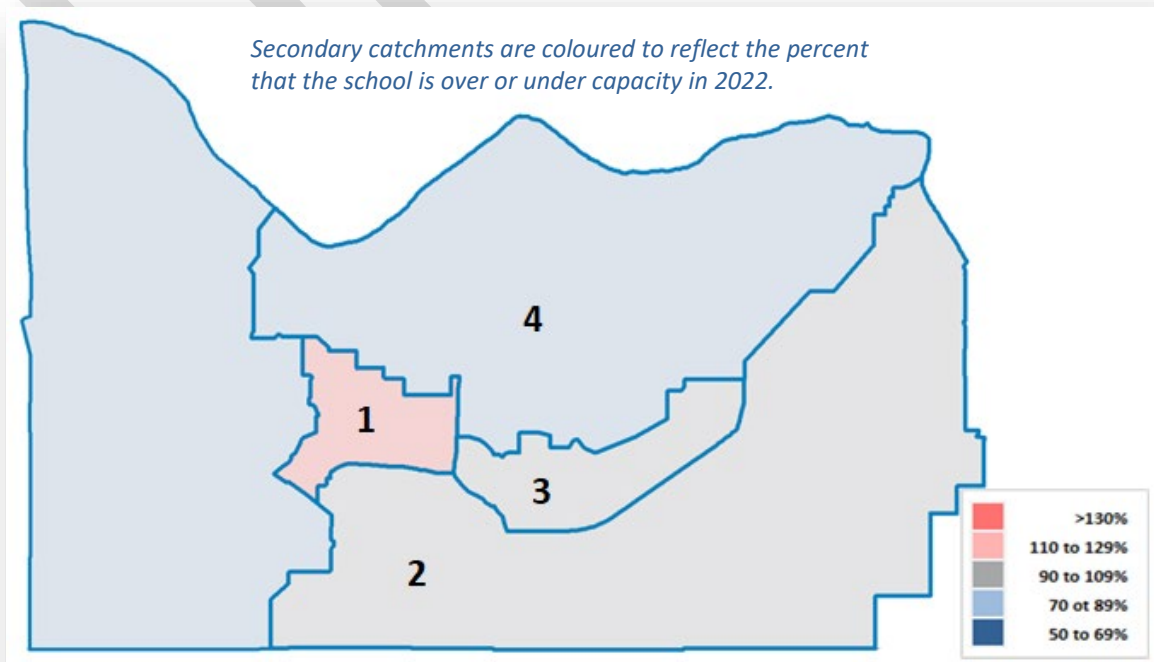 Secondary catchments are coloured to reflect the percent
that the school is over or under capacity in 2022.
4
1
3
2
>130%
110 to 129%
90 to 109%
70 ot 89%
50 to 69%